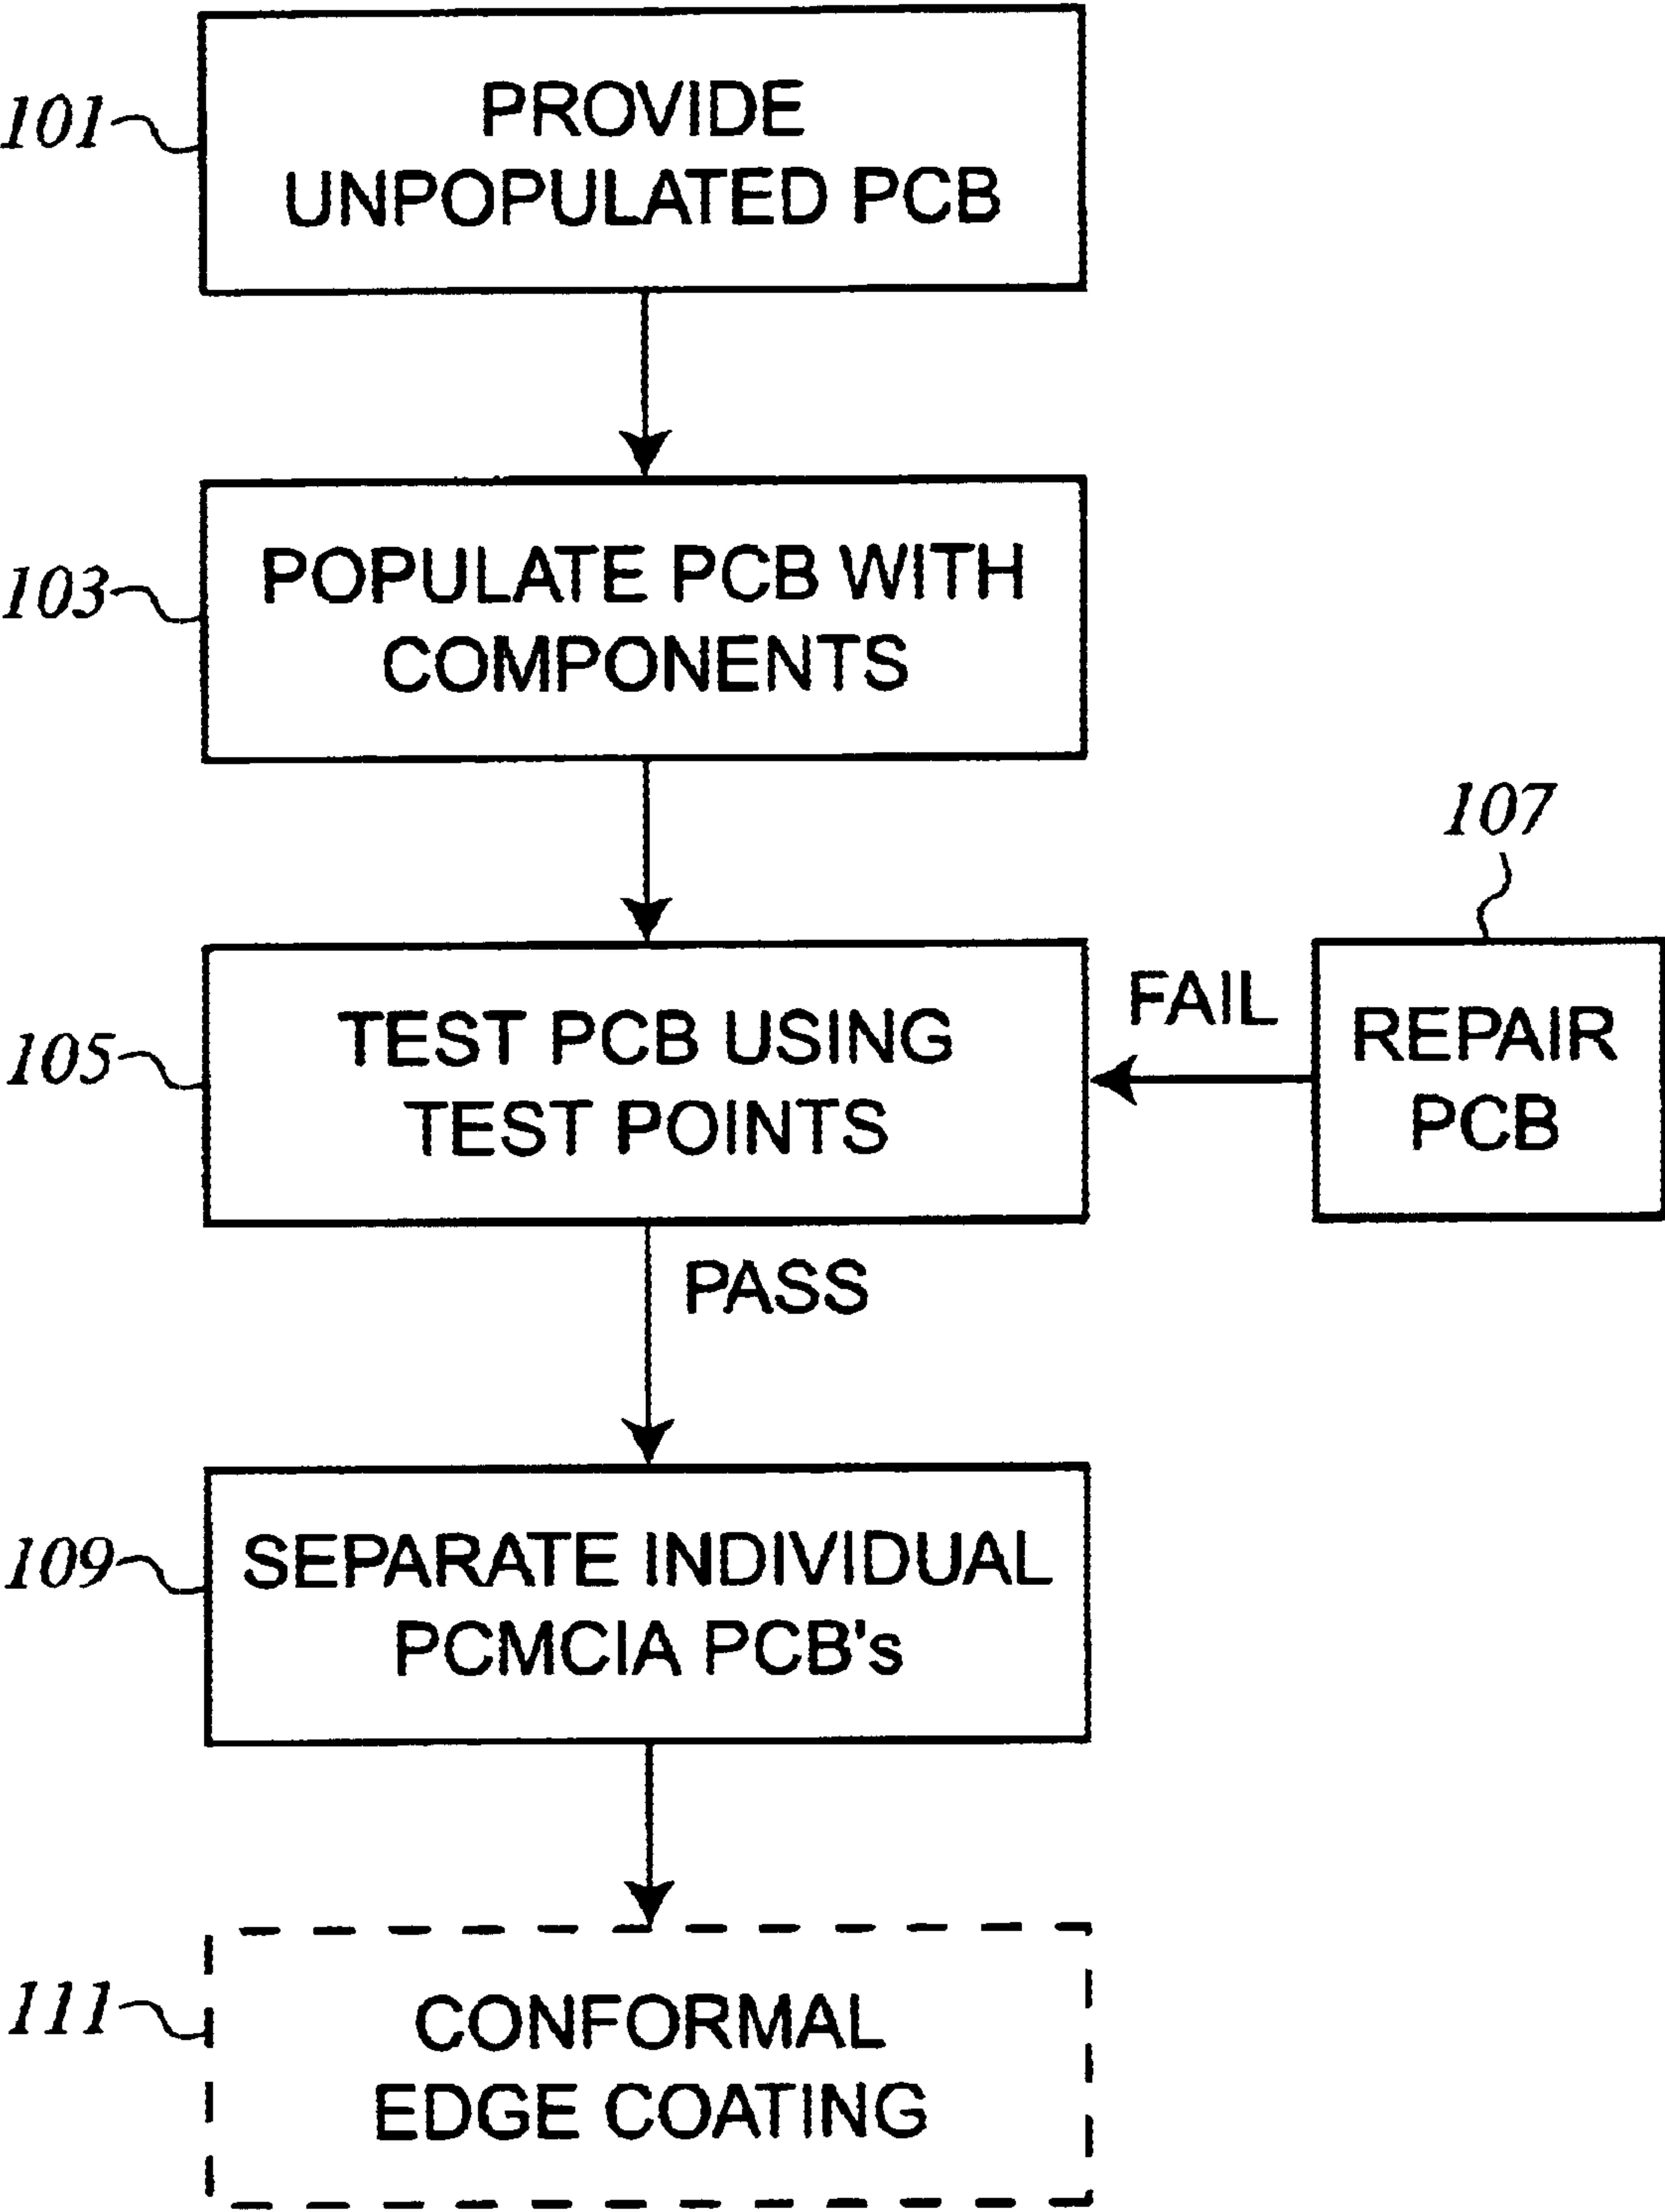 101
PROVIDE
UNPOPULATED PCB
103
POPULATE PCB WITH
COMPONENTS
107
105
TEST PCB USING
TEST POINTS
FAIL
REPAIR
PCB
PASS
109
SEPARATE INDIVIDUAL
PCMCIA PCB's
111
CONFORMAL
EDGE COATING